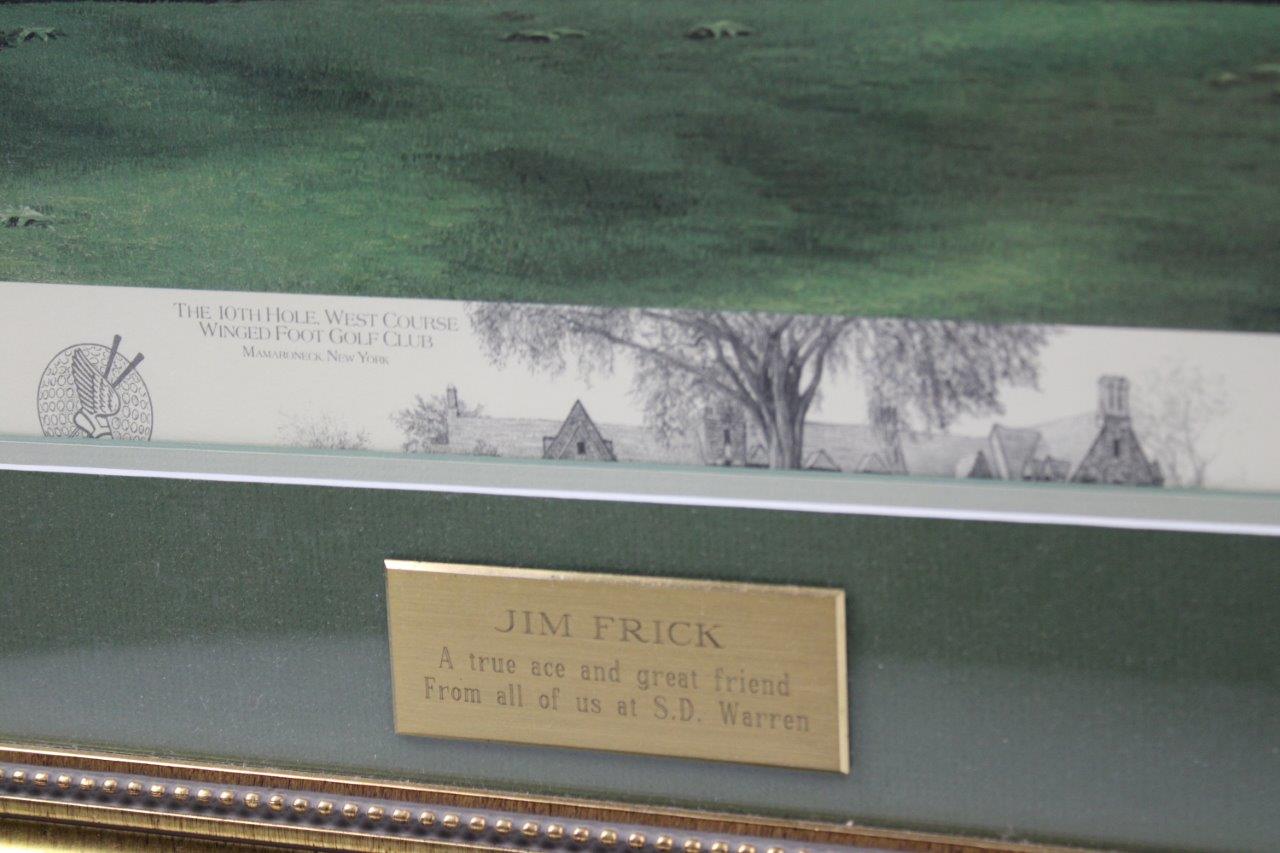 THE 10TH HOLE, WEST COURSE
WINGED FOOT GOLF CLUB
MAMARONECK, NEW YORK
JIM FRICK
A true ace and great friend
From all of us at S.D. Warren